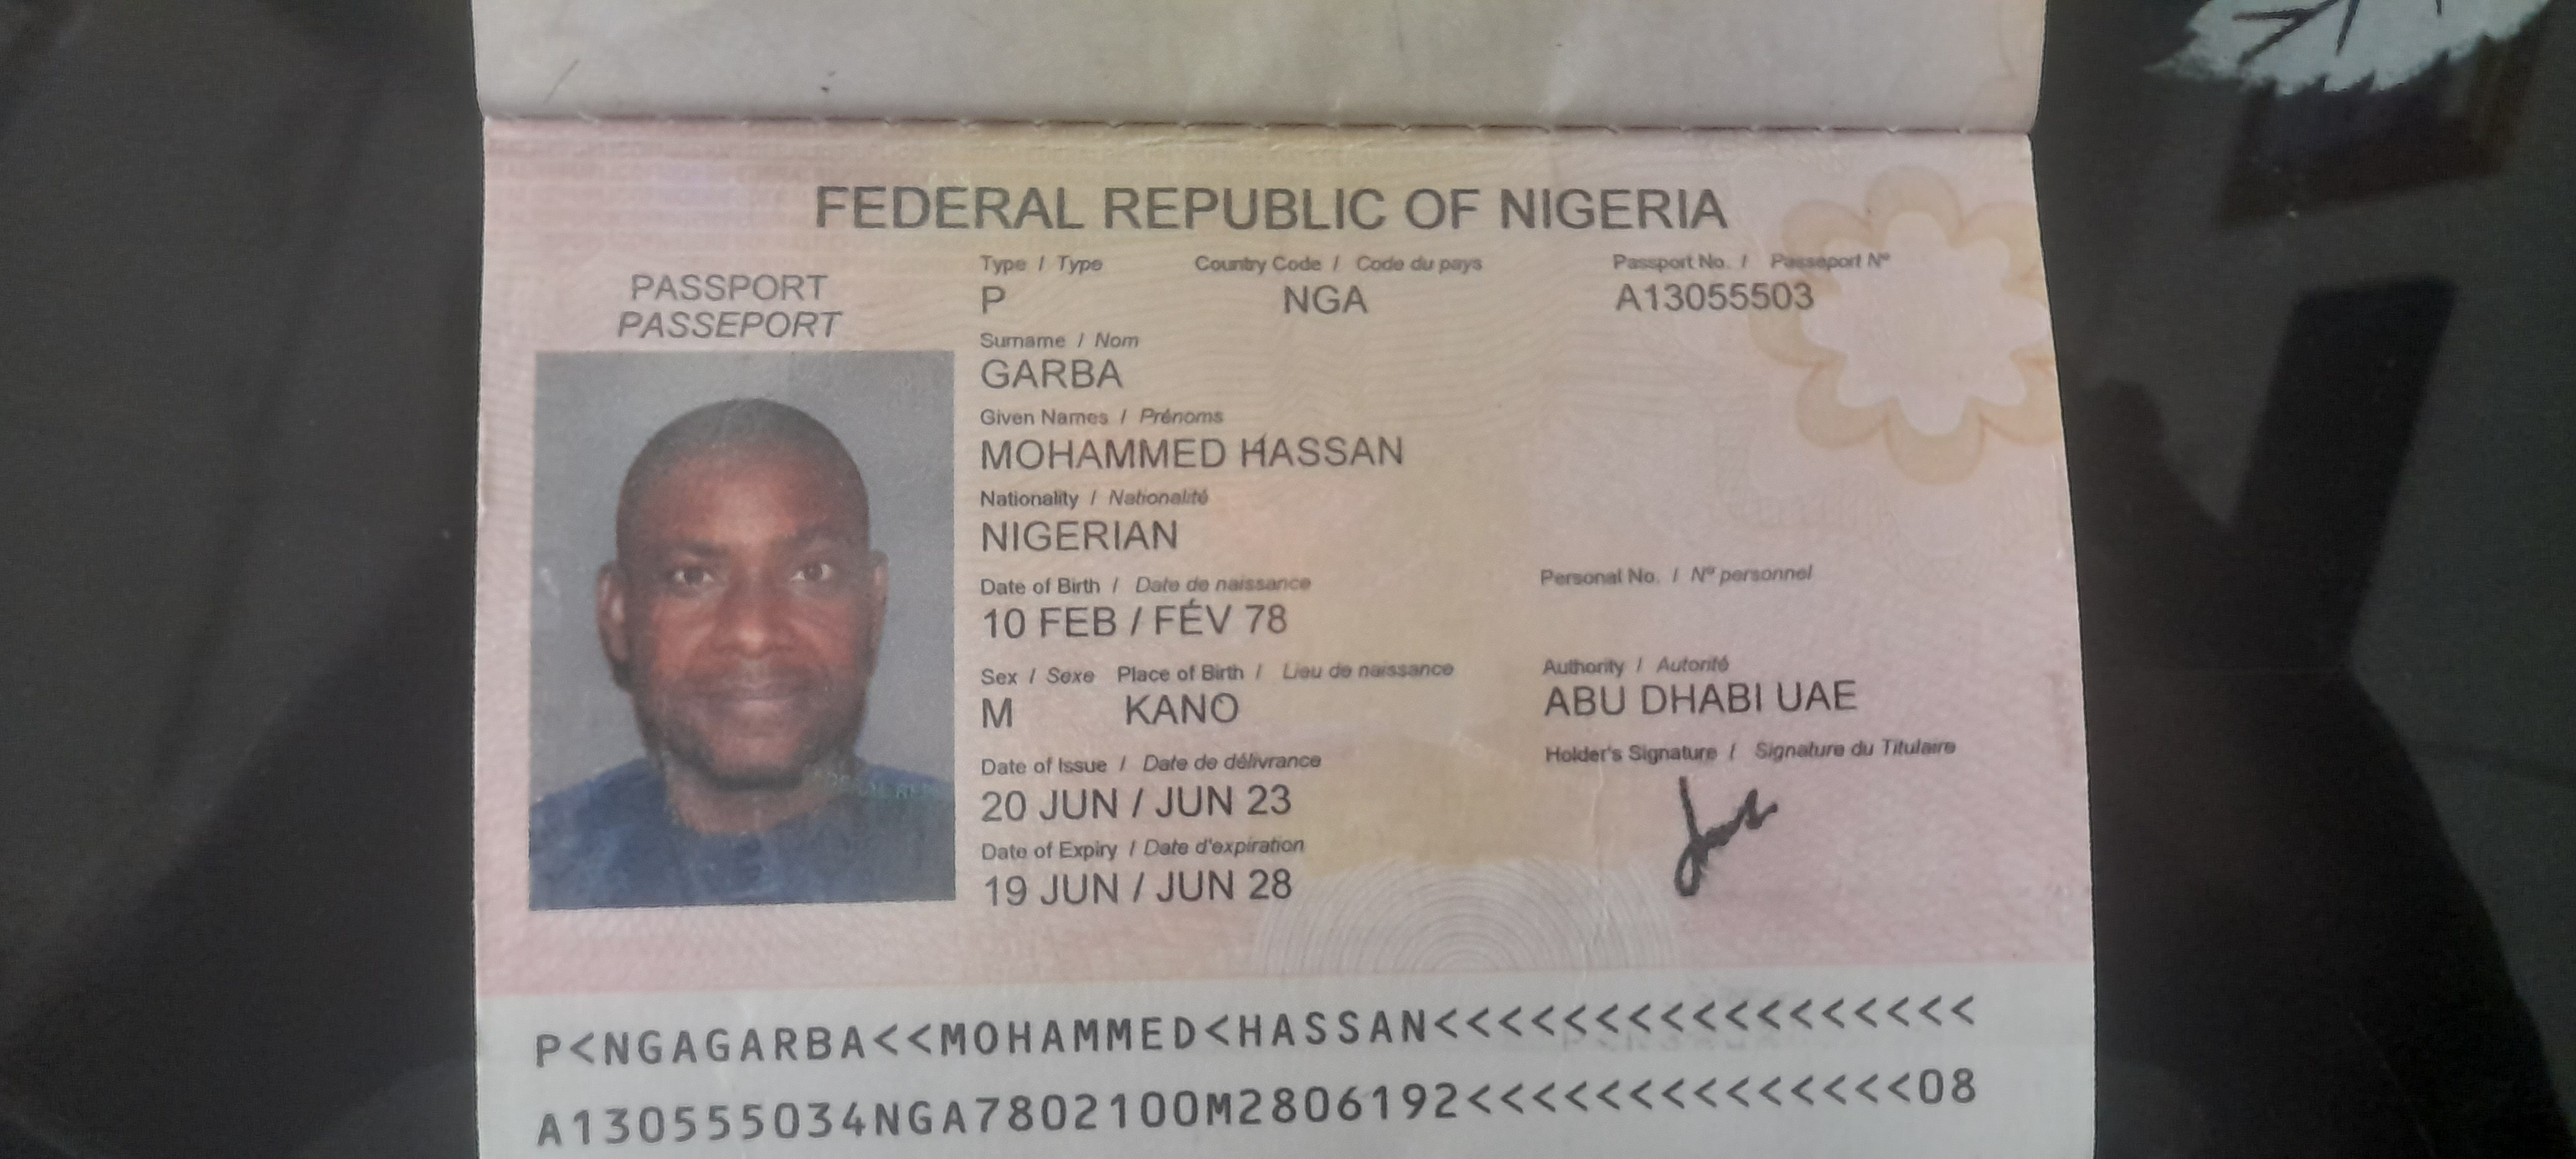 FEDERAL REPUBLIC OF NIGERIA
PASSPORT
PASSEPORT
Type / Type Country Code / Code du pays Passport No. / Passeport Nº
P NGA A13055503
Surname / Nom
GARBA
Given Names / Prénoms
MOHAMMED HASSAN
Nationality / Nationalité
NIGERIAN
Date of Birth / Date de naissance Personal No. / Nº personnel
10 FEB / FÉV 78
Sex / Sexe Place of Birth / Lieu de naissance Authority / Autorité
M KANO ABU DHABI UAE
Date of Issue / Date de délivrance Holder's Signature / Signature du Titulaire
20 JUN / JUN 23
Date of Expiry / Date d'expiration
19 JUN / JUN 28
P<NGAGARBA<<MOHAMMED<HASSAN<<<<<<<<<<<<<<<<<
A130555034NGA7802100M2806192<<<<<<<<<<<<<<08